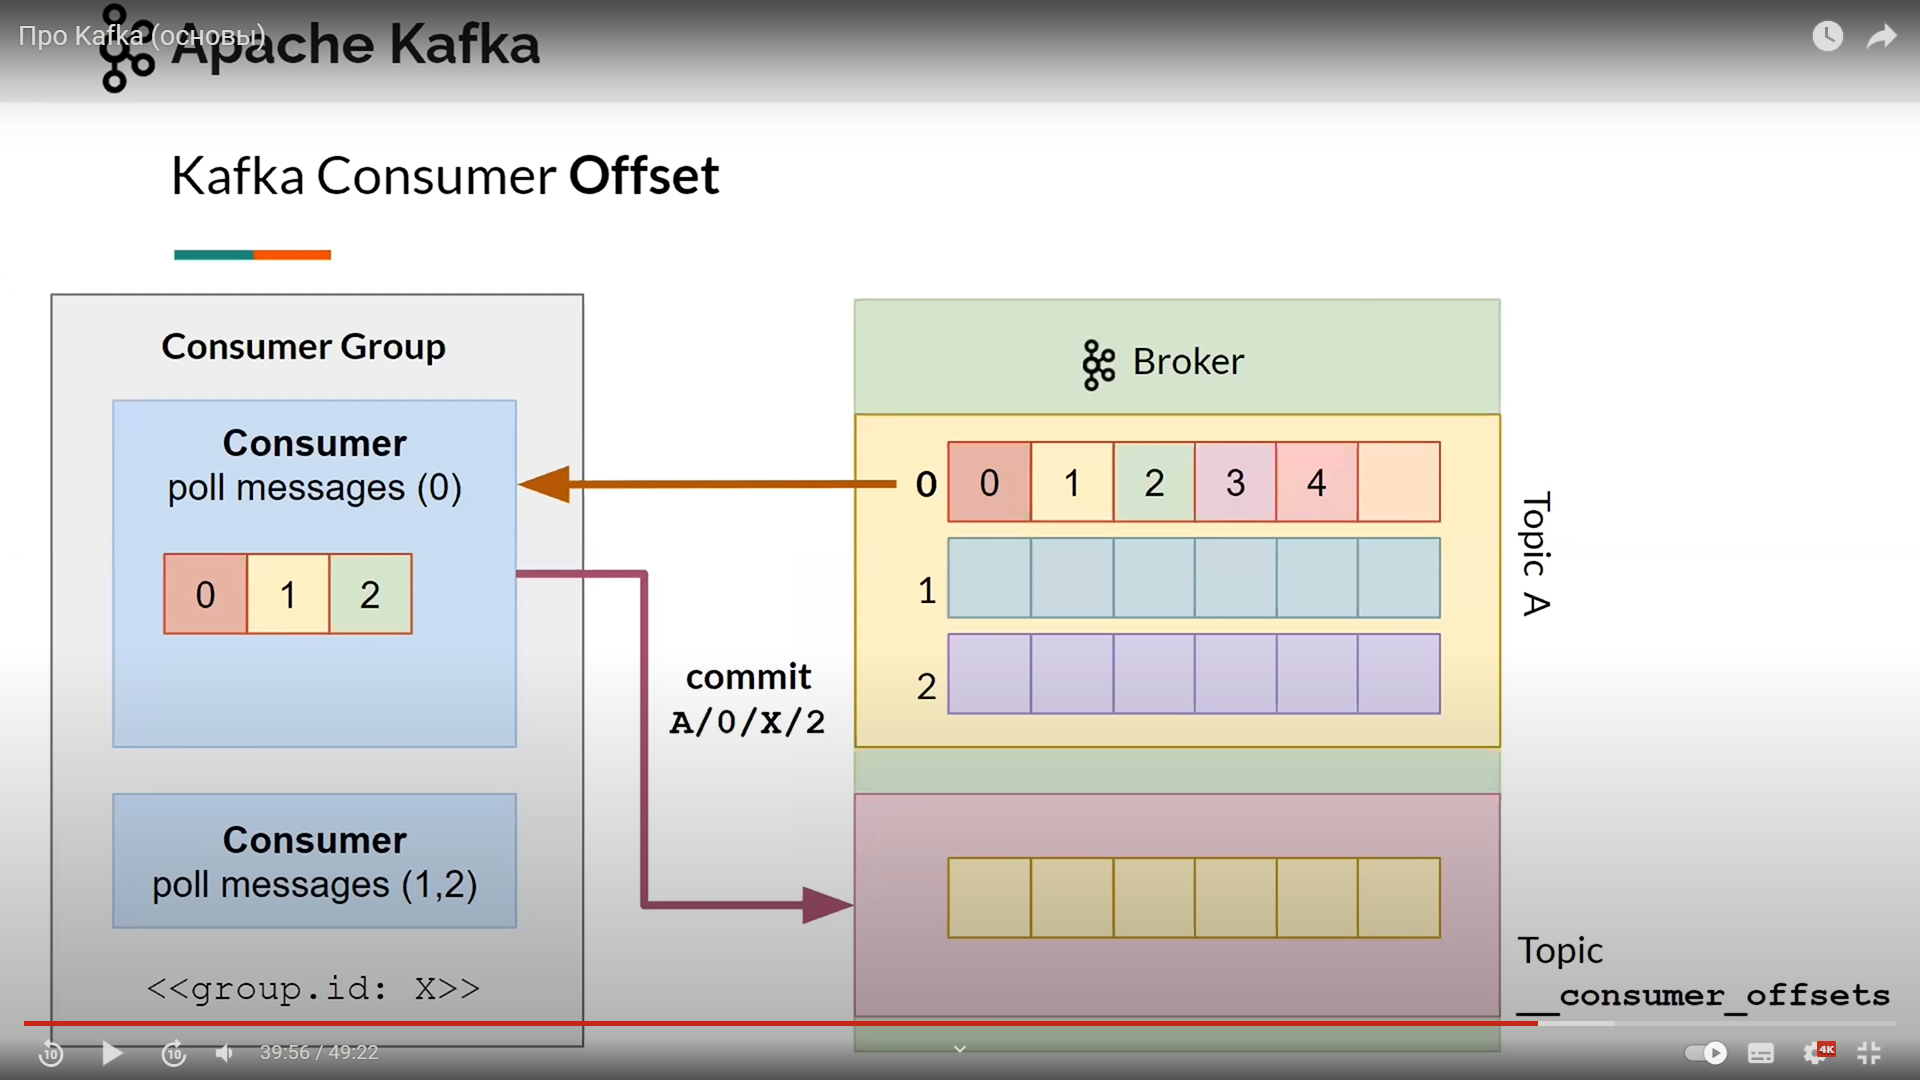 Про Kafka (основы)
Apache Kafka
Kafka Consumer Offset
Consumer Group
Consumer
poll messages (0)
0 1 2
Consumer
poll messages (1,2)
<<group.id: X>>
commit
A/0/X/2
Broker
0 0 1 2 3 4
1
2
Topic A
Topic
__consumer_offsets
10
10
39:56 / 49:22
4K